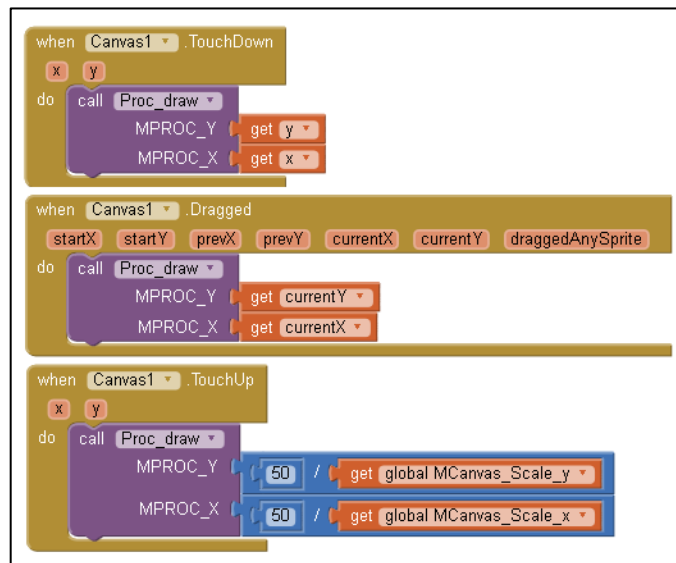 when Canvas1 .TouchDown
x y
do call Proc_draw
MPROC_Y get y
MPROC_X get x
when Canvas1 .Dragged
startX startY prevX prevY currentX currentY draggedAnySprite
do call Proc_draw
MPROC_Y get currentY
MPROC_X get currentX
when Canvas1 .TouchUp
x y
do call Proc_draw
MPROC_Y 50 / get global MCanvas_Scale_y
MPROC_X 50 / get global MCanvas_Scale_x